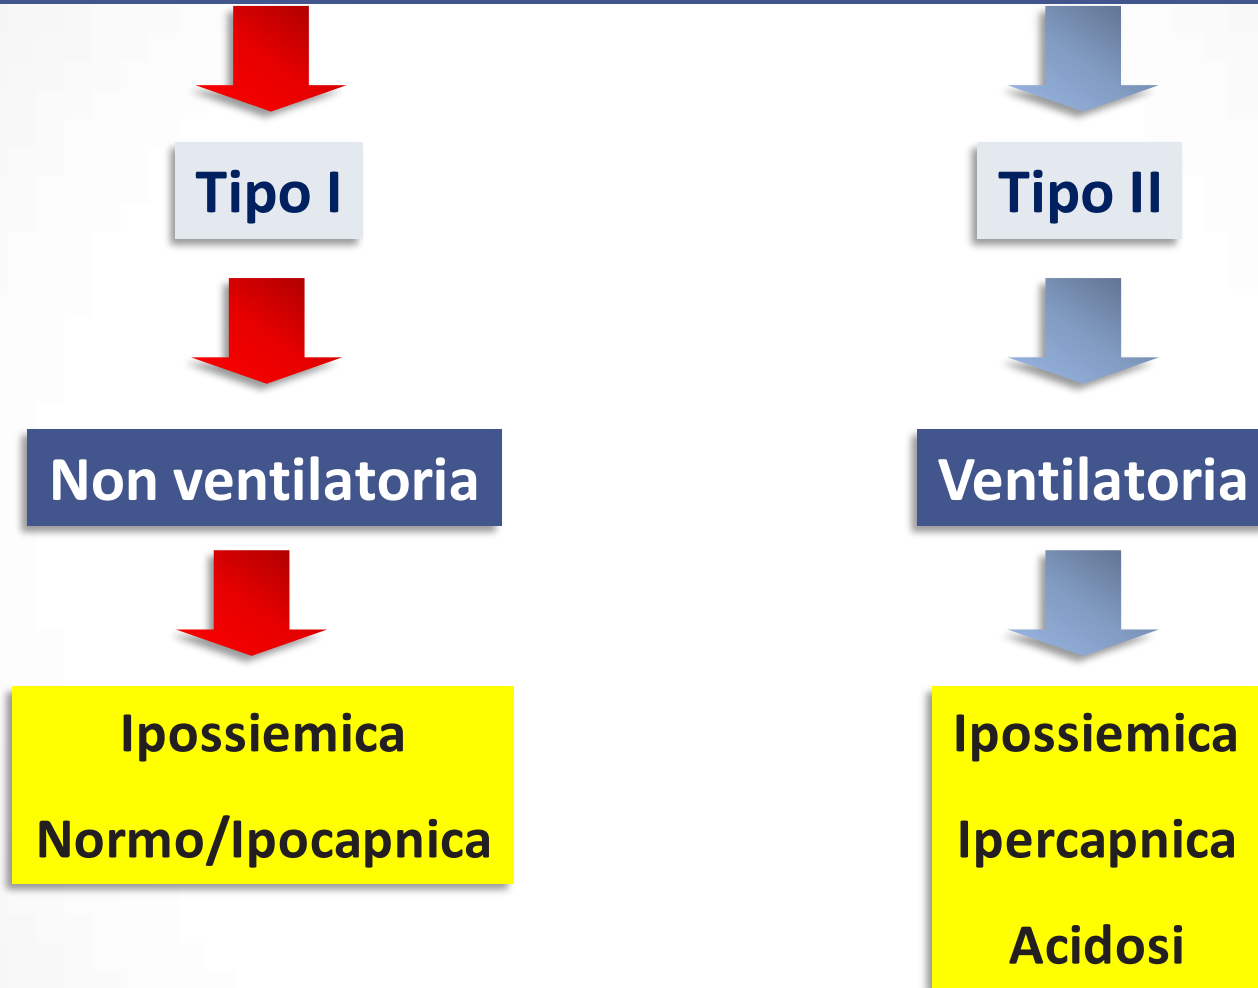 Tipo I
Tipo II
Non ventilatoria
Ventilatoria
Ipossiemica
Normo/Ipocapnica
Ipossiemica
Ipercapnica
Acidosi